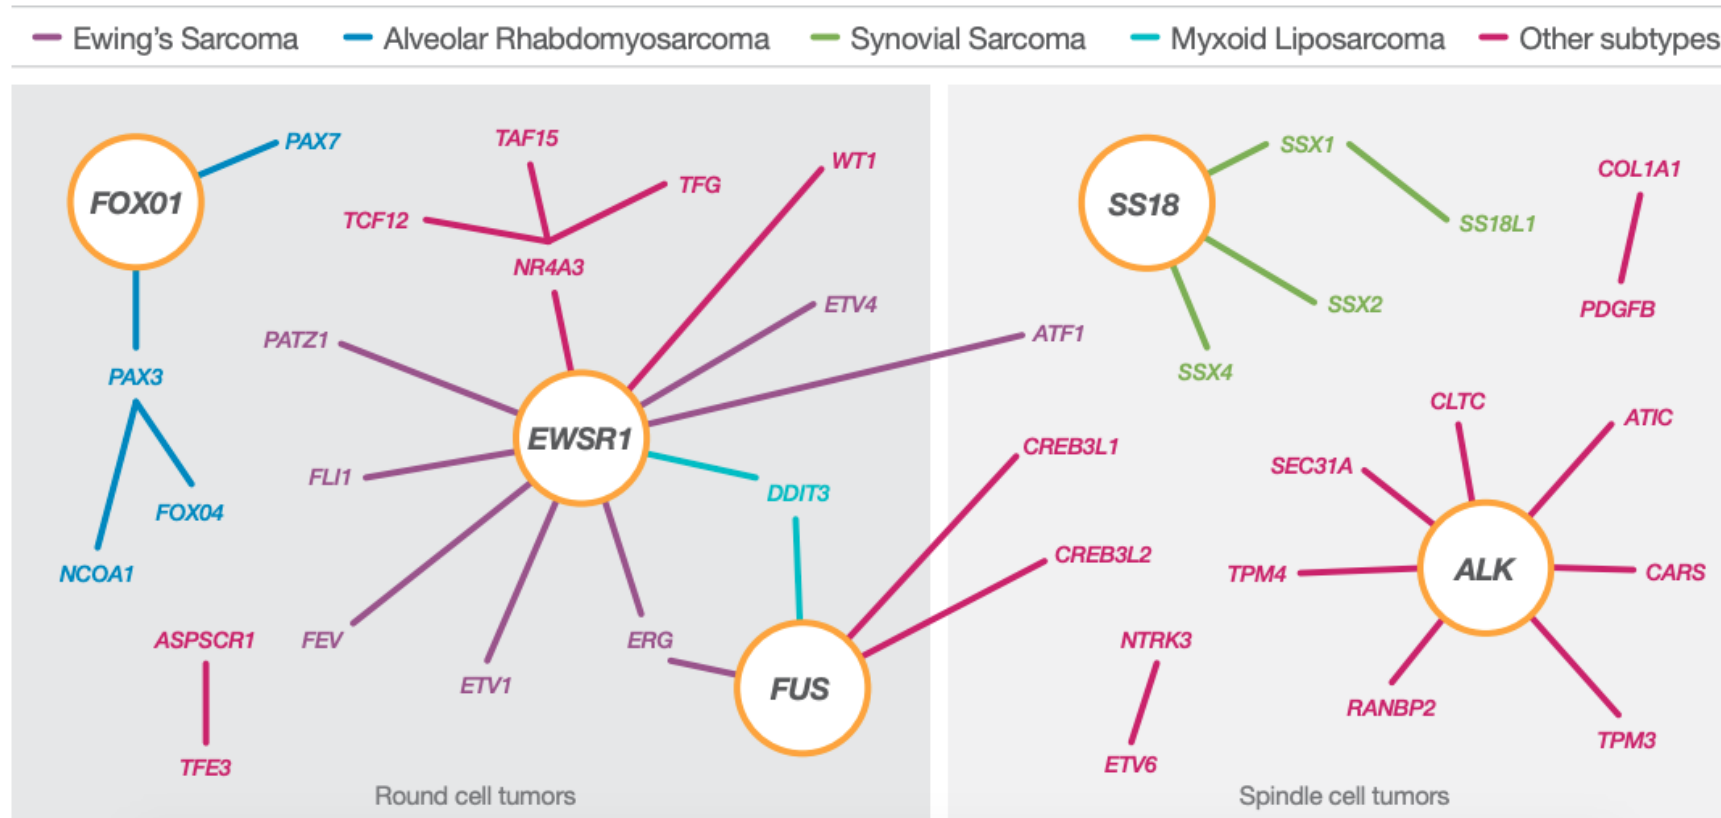 Ewing's Sarcoma
Alveolar Rhabdomyosarcoma
Synovial Sarcoma
Myxoid Liposarcoma
Other subtypes
FOX01
PAX7
PAX3
FOX04
NCOA1
ASPSCR1
TFE3
TAF15
TFG
TCF12
NR4A3
WT1
PATZ1
ETV4
ATF1
EWSR1
FLI1
DDIT3
FEV
ETV1
ERG
FUS
CREB3L1
CREB3L2
Round cell tumors
SS18
SSX1
SS18L1
SSX2
SSX4
COL1A1
PDGFB
CLTC
ATIC
SEC31A
ALK
TPM4
CARS
RANBP2
TPM3
NTRK3
ETV6
Spindle cell tumors